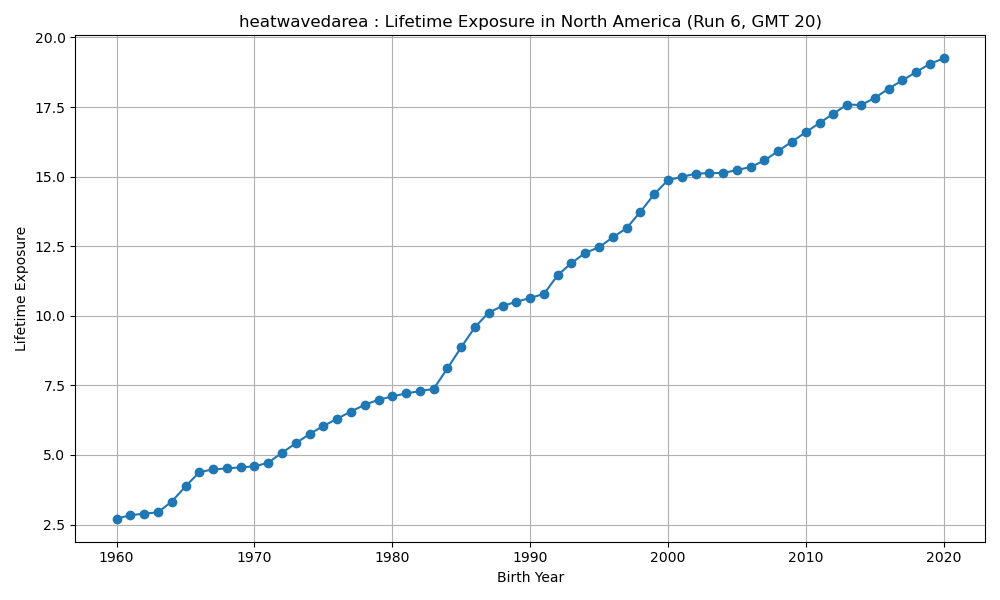 heatwavedarea : Lifetime Exposure in North America (Run 6, GMT 20)
20.0
17.5
15.0
12.5
10.0
7.5
5.0
2.5
Lifetime Exposure
1960 1970 1980 1990 2000 2010 2020
Birth Year